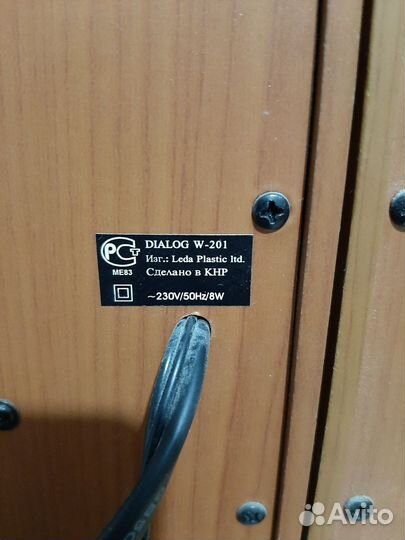 DIALOG W-201
Изг.: Leda Plastic ltd.
Сделано в КНР
РСТ
ME83
~230V/50Hz/8W
Avito